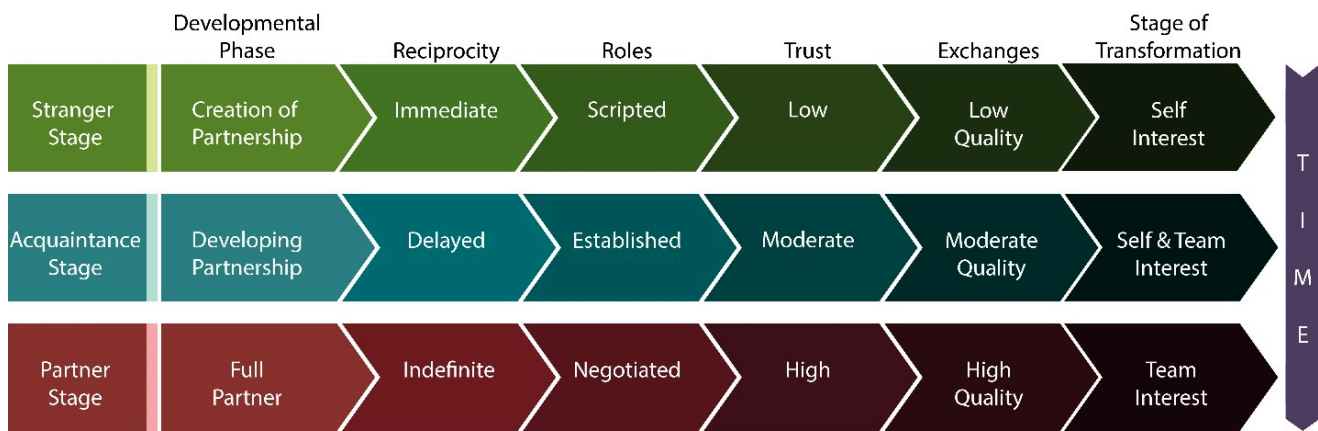 Developmental
Phase
Reciprocity
Roles
Trust
Exchanges
Stage of
Transformation
Stranger
Stage
Creation of
Partnership
Immediate
Scripted
Low
Low
Quality
Self
Interest
Acquaintance
Stage
Developing
Partnership
Delayed
Established
Moderate
Moderate
Quality
Self & Team
Interest
Partner
Stage
Full
Partner
Indefinite
Negotiated
High
High
Quality
Team
Interest
TIME